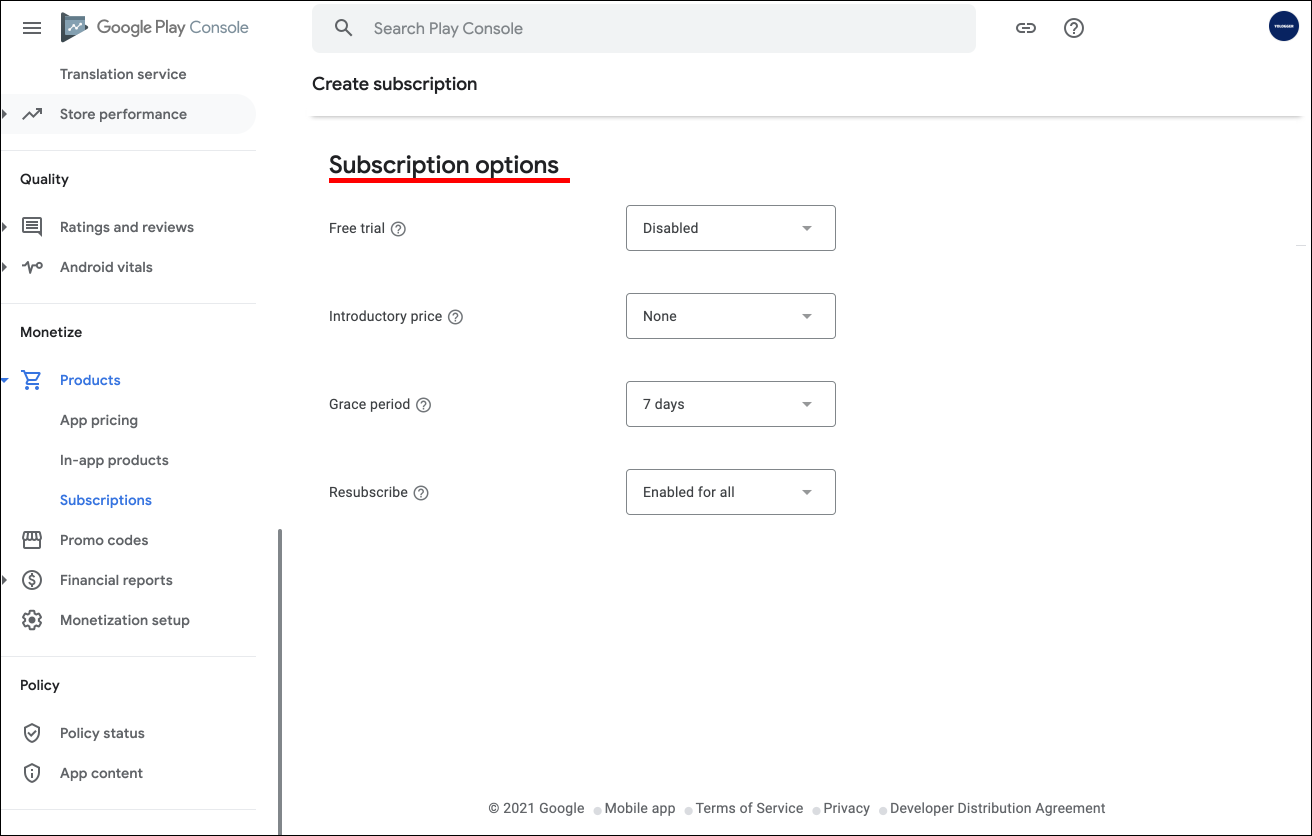 Google Play Console
Search Play Console
Translation service
Store performance
Quality
Ratings and reviews
Android vitals
Monetize
Products
App pricing
In-app products
Subscriptions
Promo codes
Financial reports
Monetization setup
Policy
Policy status
App content
Create subscription
Subscription options
Free trial
Disabled
Introductory price
None
Grace period
7 days
Resubscribe
Enabled for all
© 2021 Google Mobile app Terms of Service Privacy Developer Distribution Agreement